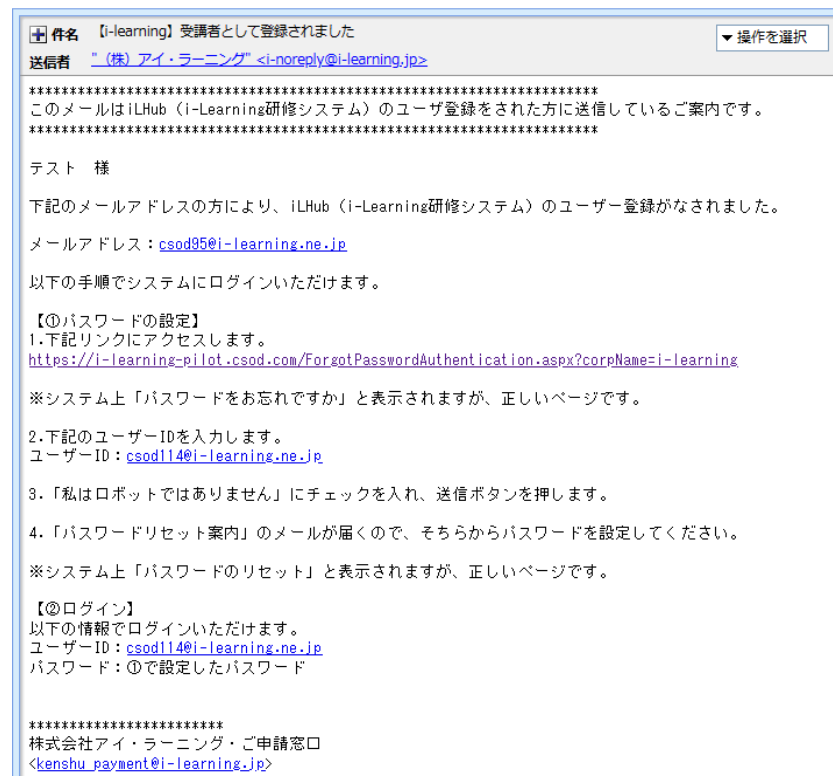 件名 【i-learning】受講者として登録されました
▼操作を選択
送信者 "（株）アイ・ラーニング" <i-noreply@i-learning.jp>
***********************************************************************
このメールはiLHub（i-Learning研修システム）のユーザ登録をされた方に送信しているご案内です。
***********************************************************************
テスト　様
下記のメールアドレスの方により、iLHub（i-Learning研修システム）のユーザー登録がなされました。
メールアドレス：csod95@i-learning.ne.jp
以下の手順でシステムにログインいただけます。
【①パスワードの設定】
1.下記リンクにアクセスします。
https://i-learning-pilot.csod.com/ForgotPasswordAuthentication.aspx?corpName=i-learning
※システム上「パスワードをお忘れですか」と表示されますが、正しいページです。
2.下記のユーザーIDを入力します。
ユーザーID：csod114@i-learning.ne.jp
3.「私はロボットではありません」にチェックを入れ、送信ボタンを押します。
4.「パスワードリセット案内」のメールが届くので、そちらからパスワードを設定してください。
※システム上「パスワードのリセット」と表示されますが、正しいページです。
【②ログイン】
以下の情報でログインいただけます。
ユーザーID：csod114@i-learning.ne.jp
パスワード：①で設定したパスワード
************************
株式会社アイ・ラーニング・ご申請窓口
<kenshu_payment@i-learning.jp>